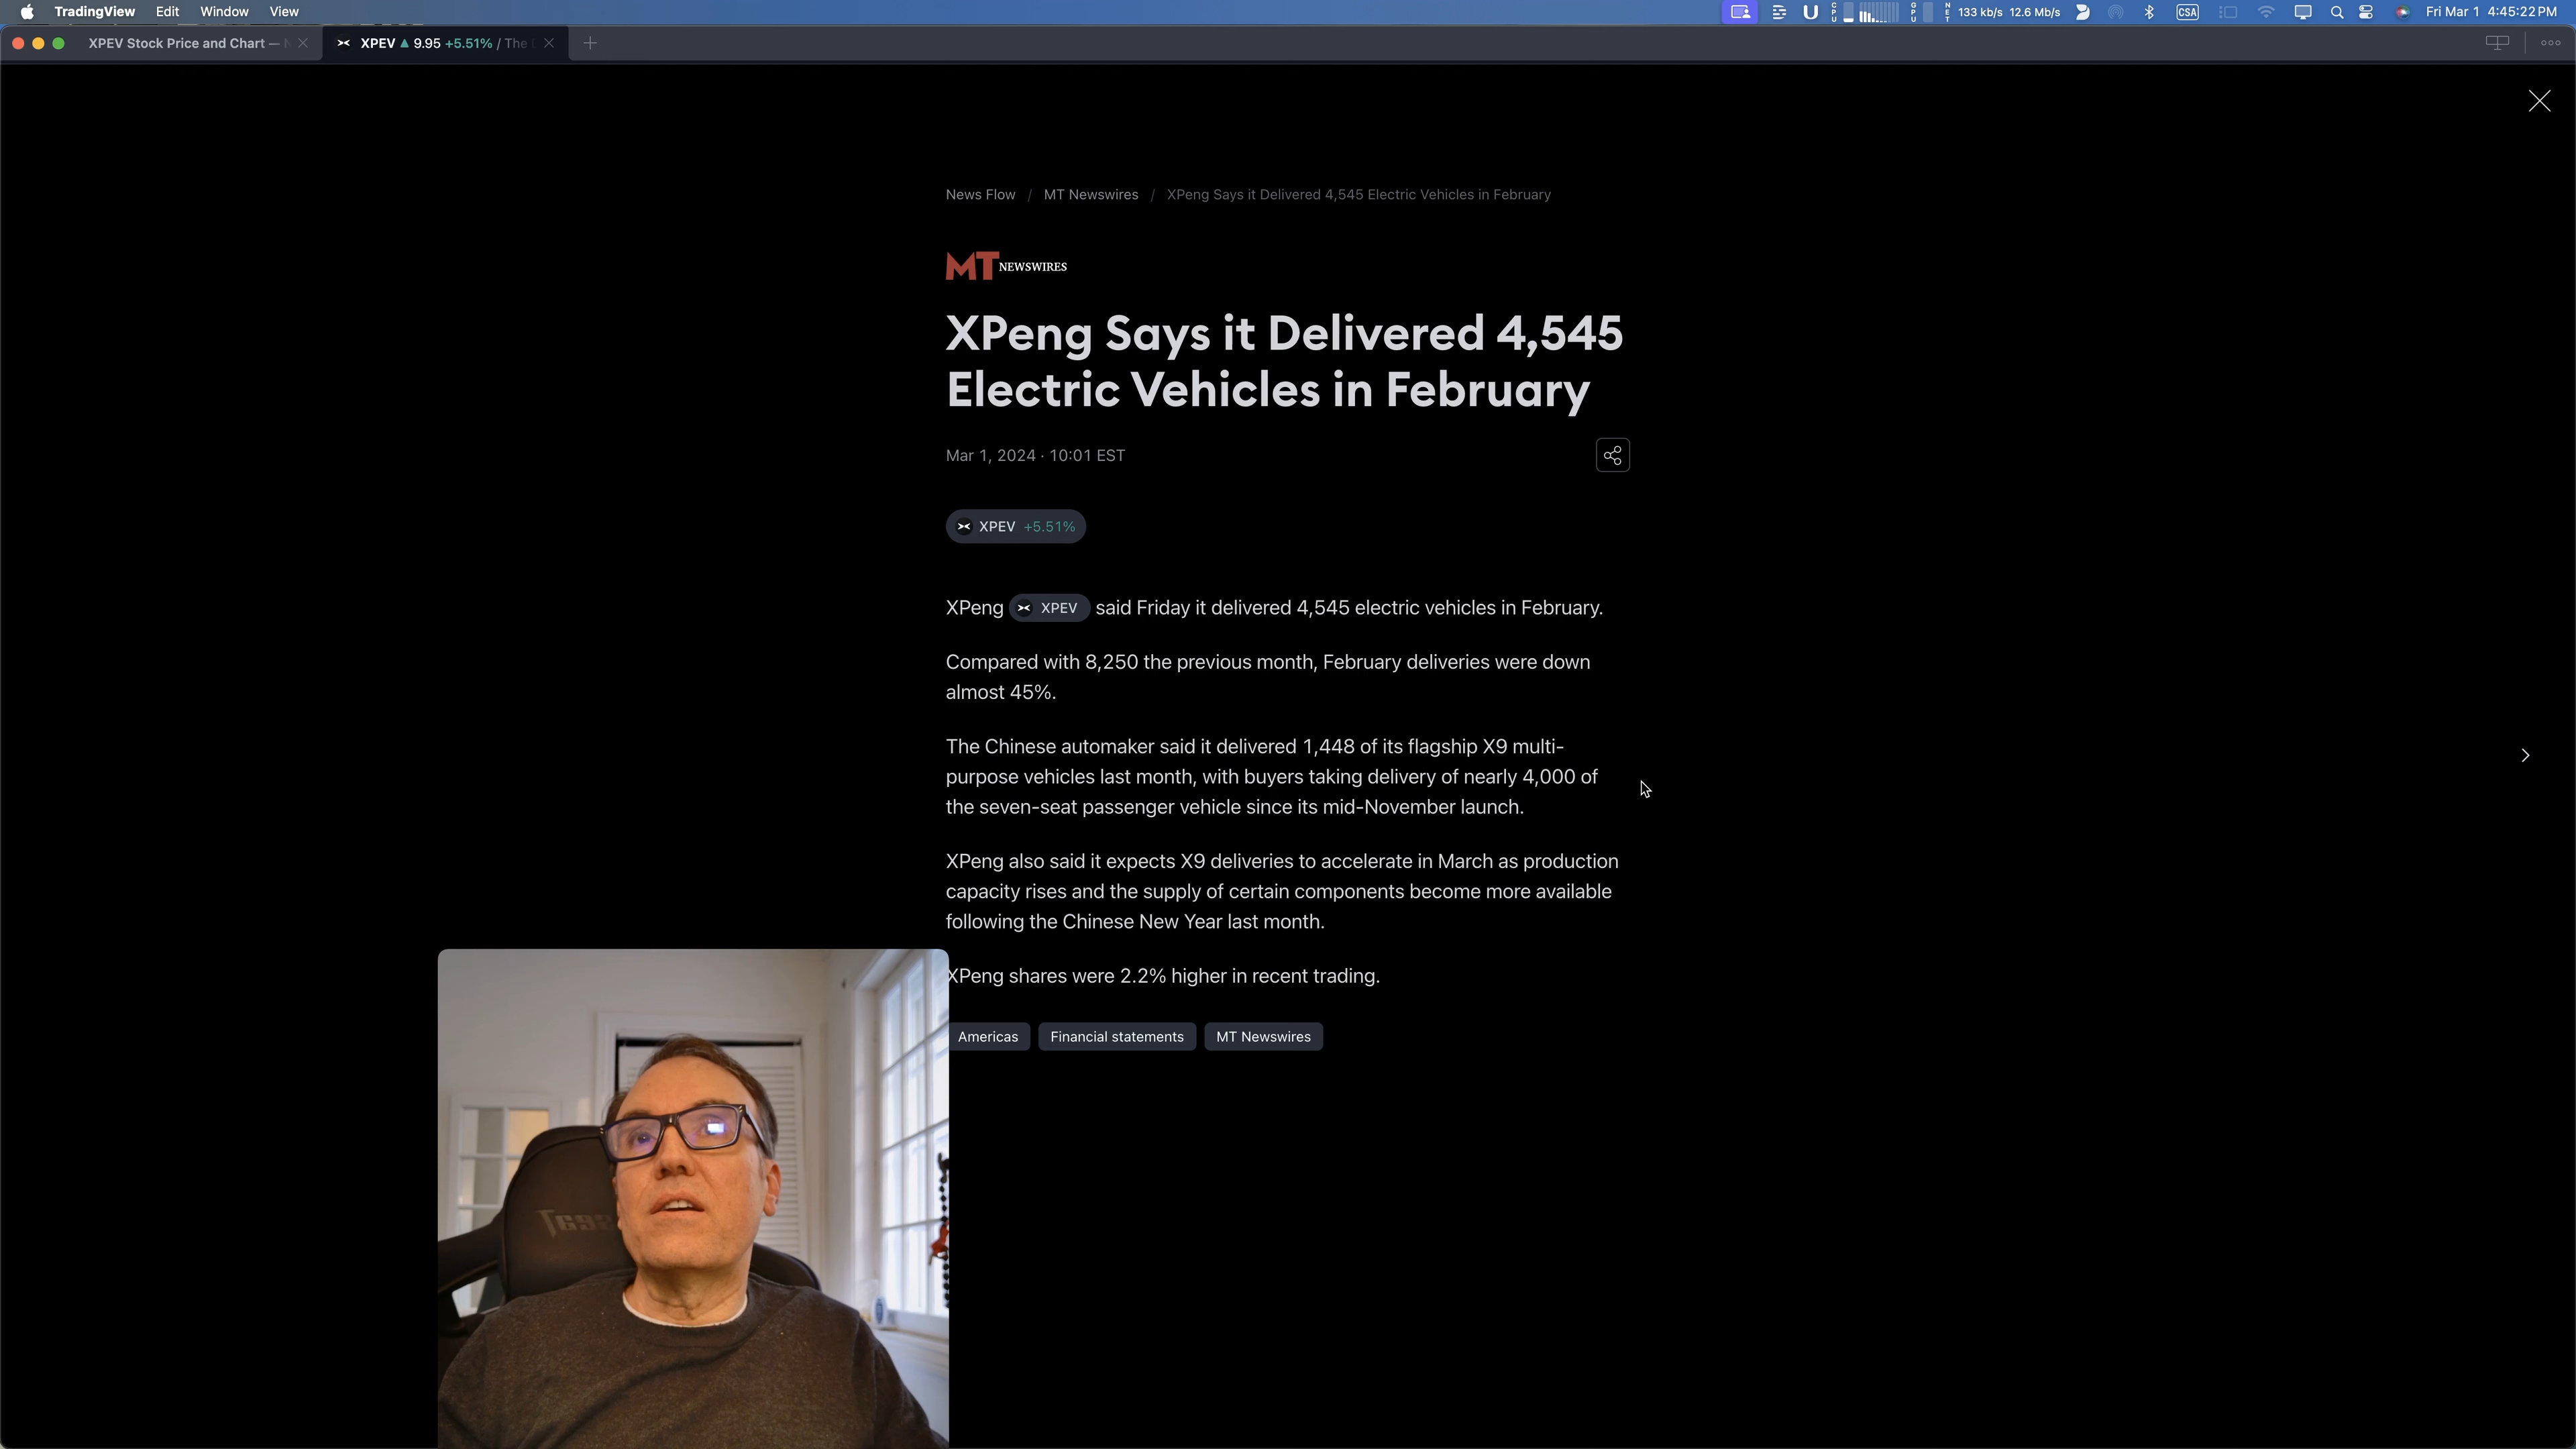 TradingView Edit Window View
CPU GPU NET 133 kb/s 12.6 Mb/s CSA Fri Mar 1 4:45:22 PM
XPEV Stock Price and Chart —
XPEV ▲ 9.95 +5.51% / The
News Flow / MT Newswires / XPeng Says it Delivered 4,545 Electric Vehicles in February
MT NEWSWIRES
XPeng Says it Delivered 4,545
Electric Vehicles in February
Mar 1, 2024 · 10:01 EST
XPEV +5.51%
XPeng XPEV said Friday it delivered 4,545 electric vehicles in February.
Compared with 8,250 the previous month, February deliveries were down
almost 45%.
The Chinese automaker said it delivered 1,448 of its flagship X9 multi-
purpose vehicles last month, with buyers taking delivery of nearly 4,000 of
the seven-seat passenger vehicle since its mid-November launch.
XPeng also said it expects X9 deliveries to accelerate in March as production
capacity rises and the supply of certain components become more available
following the Chinese New Year last month.
XPeng shares were 2.2% higher in recent trading.
Americas Financial statements MT Newswires